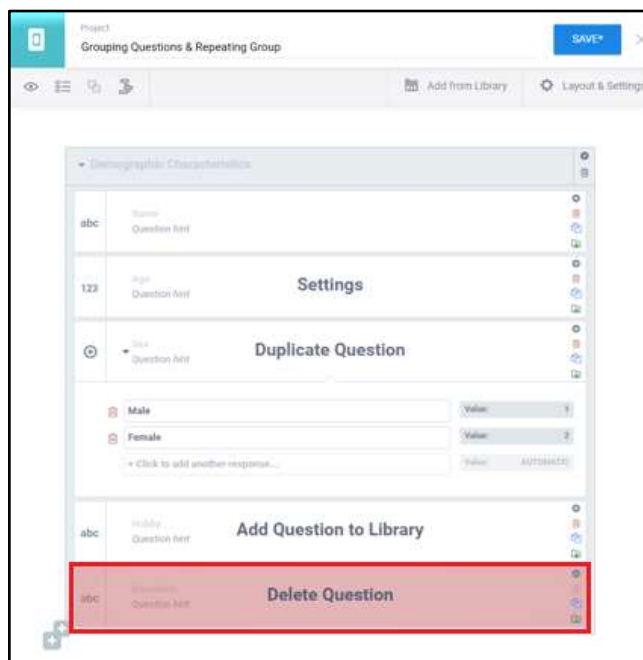 Project
Grouping Questions & Repeating Group
SAVE*
Add from Library
Layout & Settings
Demographic Characteristics
abc
Name
Question hint
123
Age
Question hint
Settings
Sex
Question hint
Duplicate Question
Male
Value: 1
Female
Value: 2
+ Click to add another response...
Value: AUTOMATIC
abc
Hobby
Question hint
Add Question to Library
abc
Question hint
Delete Question